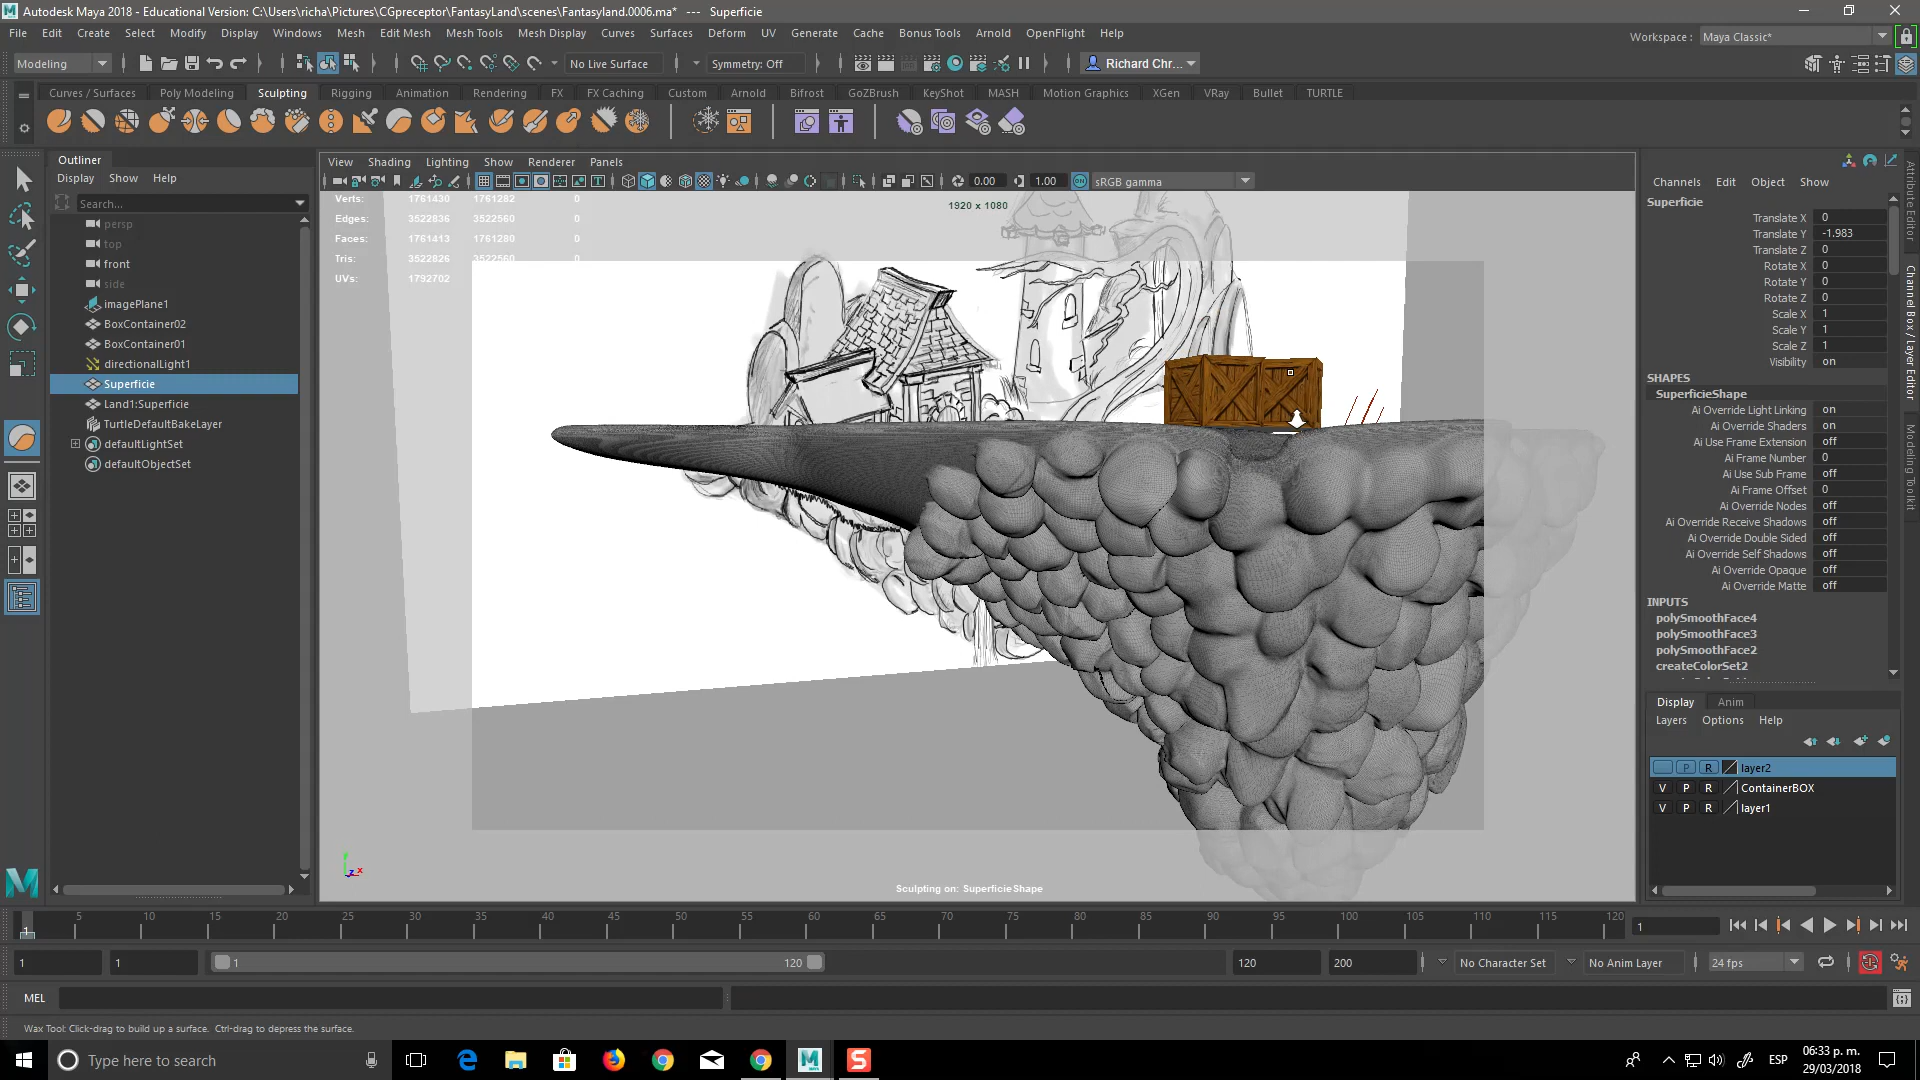 Autodesk Maya 2018 - Educational Version: C:\Users\richa\Pictures\CGpreceptor\FantasyLand\scenes\Fantasyland.0006.ma* --- Superficie
File Edit Create Select Modify Display Windows Mesh Edit Mesh Mesh Tools Mesh Display Curves Surfaces Deform UV Generate Cache Bonus Tools Arnold OpenFlight Help
Workspace : Maya Classic*
Modeling No Live Surface Symmetry: Off Richard Chr...
Curves / Surfaces Poly Modeling Sculpting Rigging Animation Rendering FX FX Caching Custom Arnold Bifrost GoZBrush KeyShot MASH Motion Graphics XGen VRay Bullet TURTLE
Outliner
Display Show Help
Search...
persp
top
front
side
imagePlane1
BoxContainer02
BoxContainer01
directionalLight1
Superficie
Land1:Superficie
TurtleDefaultBakeLayer
defaultLightSet
defaultObjectSet
View Shading Lighting Show Renderer Panels
0.00 1.00 sRGB gamma
Verts: 1761430 1761282 0
Edges: 3522836 3522560 0
Faces: 1761413 1761280 0
Tris: 3522826 3522560 0
UVs: 1792702
1920 x 1080
Sculpting on: SuperficieShape
Channels Edit Object Show
Superficie
Translate X 0
Translate Y -1.983
Translate Z 0
Rotate X 0
Rotate Y 0
Rotate Z 0
Scale X 1
Scale Y 1
Scale Z 1
Visibility on
SHAPES
SuperficieShape
Ai Override Light Linking on
Ai Override Shaders on
Ai Use Frame Extension off
Ai Frame Number 0
Ai Use Sub Frame off
Ai Frame Offset 0
Ai Override Nodes off
Ai Override Receive Shadows off
Ai Override Double Sided off
Ai Override Self Shadows off
Ai Override Opaque off
Ai Override Matte off
INPUTS
polySmoothFace4
polySmoothFace3
polySmoothFace2
createColorSet2
Display Anim
Layers Options Help
P R layer2
V P R ContainerBOX
V P R layer1
Attribute Editor
Channel Box / Layer Editor
Modeling Toolkit
1 5 10 15 20 25 30 35 40 45 50 55 60 65 70 75 80 85 90 95 100 105 110 115 120 1
1 1 1 120 120 200 No Character Set No Anim Layer 24 fps
MEL
Wax Tool: Click-drag to build up a surface. Ctrl-drag to depress the surface.
Type here to search
ESP
06:33 p. m.
29/03/2018